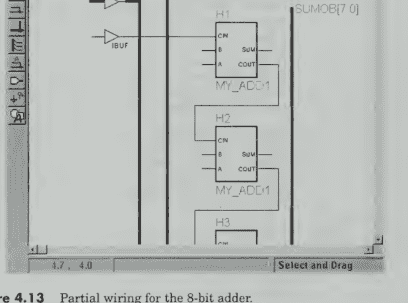 H1
SUMOB[7 0]
CIN
IBUF
B SUM
A COUT
MY_ADD1
H2
CIN
B SUM
A COUT
MY_ADD1
H3
CIN
4.7, 4.0
Select and Drag
re 4.13 Partial wiring for the 8-bit adder.